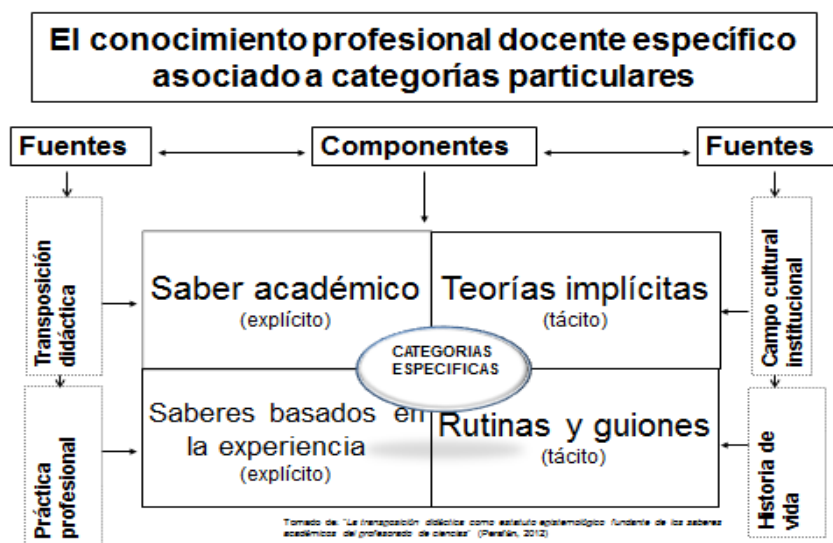 El conocimiento profesional docente específico
asociado a categorías particulares
Fuentes
Componentes
Fuentes
Transposición
didáctica
Saber académico
(explícito)
Teorías implícitas
(tácito)
Campo cultural
institucional
CATEGORIAS
ESPECIFICAS
Práctica
profesional
Saberes basados en
la experiencia
(explícito)
Rutinas y guiones
(tácito)
Historia de
vida
Tomado de: "La transposición didáctica como estatuto epistemológico fundante de los saberes
académicos del profesorado de ciencias" (Perafán, 2012)